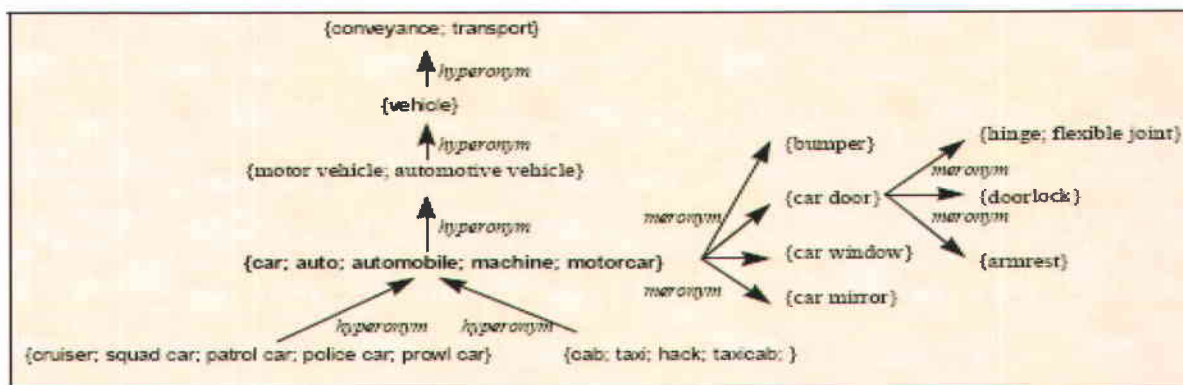 {conveyance; transport}
hyperonym
{vehicle}
hyperonym
{motor vehicle; automotive vehicle}
hyperonym
{car; auto; automobile; machine; motorcar}
hyperonym
hyperonym
{cruiser; squad car; patrol car; police car; prowl car}
{cab; taxi; hack; taxicab; }
meronym
meronym
{bumper}
{car door}
{car window}
{car mirror}
meronym
meronym
{hinge; flexible joint}
{doorlock}
{armrest}